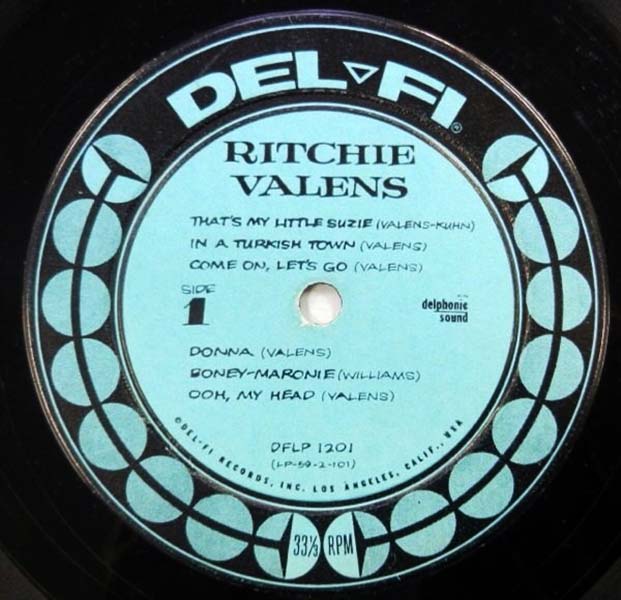 DEL-FI®
RITCHIE
VALENS
THAT'S MY LITTLE SUZIE (VALENS-KUHN)
IN A TURKISH TOWN (VALENS)
COME ON, LET'S GO (VALENS)
SIDE
1
delphonic
sound
DONNA (VALENS)
BONEY-MARONIE (WILLIAMS)
OOH, MY HEAD (VALENS)
DFLP 1201
(LP-59-2-101)
©DEL-FI RECORDS, INC. LOS ANGELES, CALIF., USA
33⅓ RPM